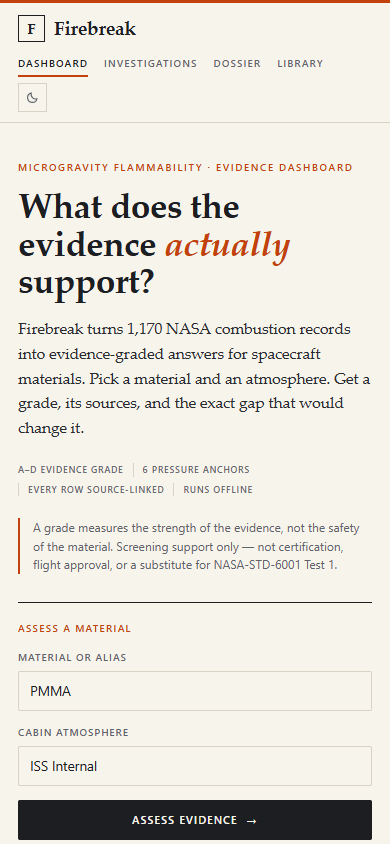 F Firebreak
DASHBOARD INVESTIGATIONS DOSSIER LIBRARY
MICROGRAVITY FLAMMABILITY · EVIDENCE DASHBOARD
What does the
evidence actually
support?
Firebreak turns 1,170 NASA combustion records
into evidence-graded answers for spacecraft
materials. Pick a material and an atmosphere. Get a
grade, its sources, and the exact gap that would
change it.
A–D EVIDENCE GRADE 6 PRESSURE ANCHORS
EVERY ROW SOURCE-LINKED RUNS OFFLINE
A grade measures the strength of the evidence, not the safety
of the material. Screening support only — not certification,
flight approval, or a substitute for NASA-STD-6001 Test 1.
ASSESS A MATERIAL
MATERIAL OR ALIAS
PMMA
CABIN ATMOSPHERE
ISS Internal
ASSESS EVIDENCE →